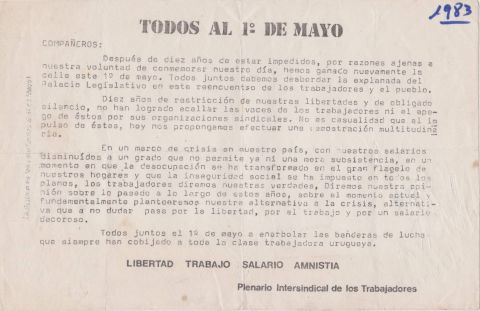 1983
TODOS AL 1º DE MAYO
COMPAÑEROS:
Después de diez años de estar impedidos, por razones ajenas a
nuestra voluntad de conmemorar nuestro día, hemos ganado nuevamente la
calle este 1º de mayo. Todos juntos debemos desbordar la explanada del
Palacio Legislativo en este reencuentro de los trabajadores y el pueblo.
Diez años de restricción de nuestras libertades y de obligado
silencio, no han logrado acallar las voces de los trabajadores ni el ape-
go de éstos por sus organizaciones sindicales. No es casualidad que al im
pulso de éstas, hoy nos propongamos efectuar una demostración multitudina
ria.
En un marco de crisis en nuestro país, con nuestros salarios
disminuídos a un grado que no permite ya ni una mera subsistencia, en un
momento en que la desocupación se ha transformado en el gran flagelo de
nuestros hogares y que la inseguridad social se ha impuesto en todos los
planos, los trabajadores diremos nuestras verdades, Diremos nuestra opi-
nión sobre lo pasado a lo largo de estos años, sobre el momento actual y
fundamentalmente plantearemos nuestra alternativa a la crisis, alternati-
va que a no dudar pasa por la libertad, por el trabajo y por un salario
decoroso.
Todos juntos el 1º de mayo a enarbolar las banderas de lucha
que siempre han cobijado a toda la clase trabajadora uruguaya.
LIBERTAD TRABAJO SALARIO AMNISTIA
Plenario Intersindical de los Trabajadores